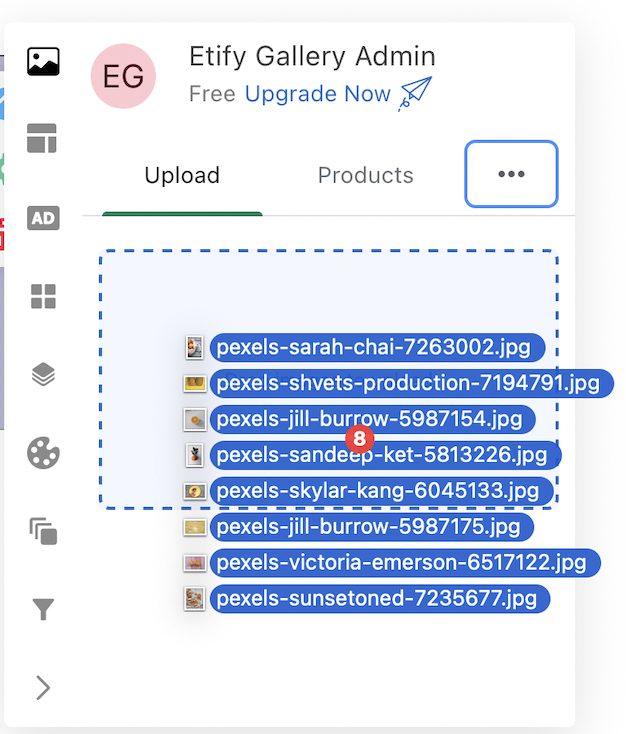 EG
Etify Gallery Admin
Free Upgrade Now
Upload Products
AD
pexels-sarah-chai-7263002.jpg
pexels-shvets-production-7194791.jpg
pexels-jill-burrow-5987154.jpg
8
pexels-sandeep-ket-5813226.jpg
pexels-skylar-kang-6045133.jpg
pexels-jill-burrow-5987175.jpg
pexels-victoria-emerson-6517122.jpg
pexels-sunsetoned-7235677.jpg